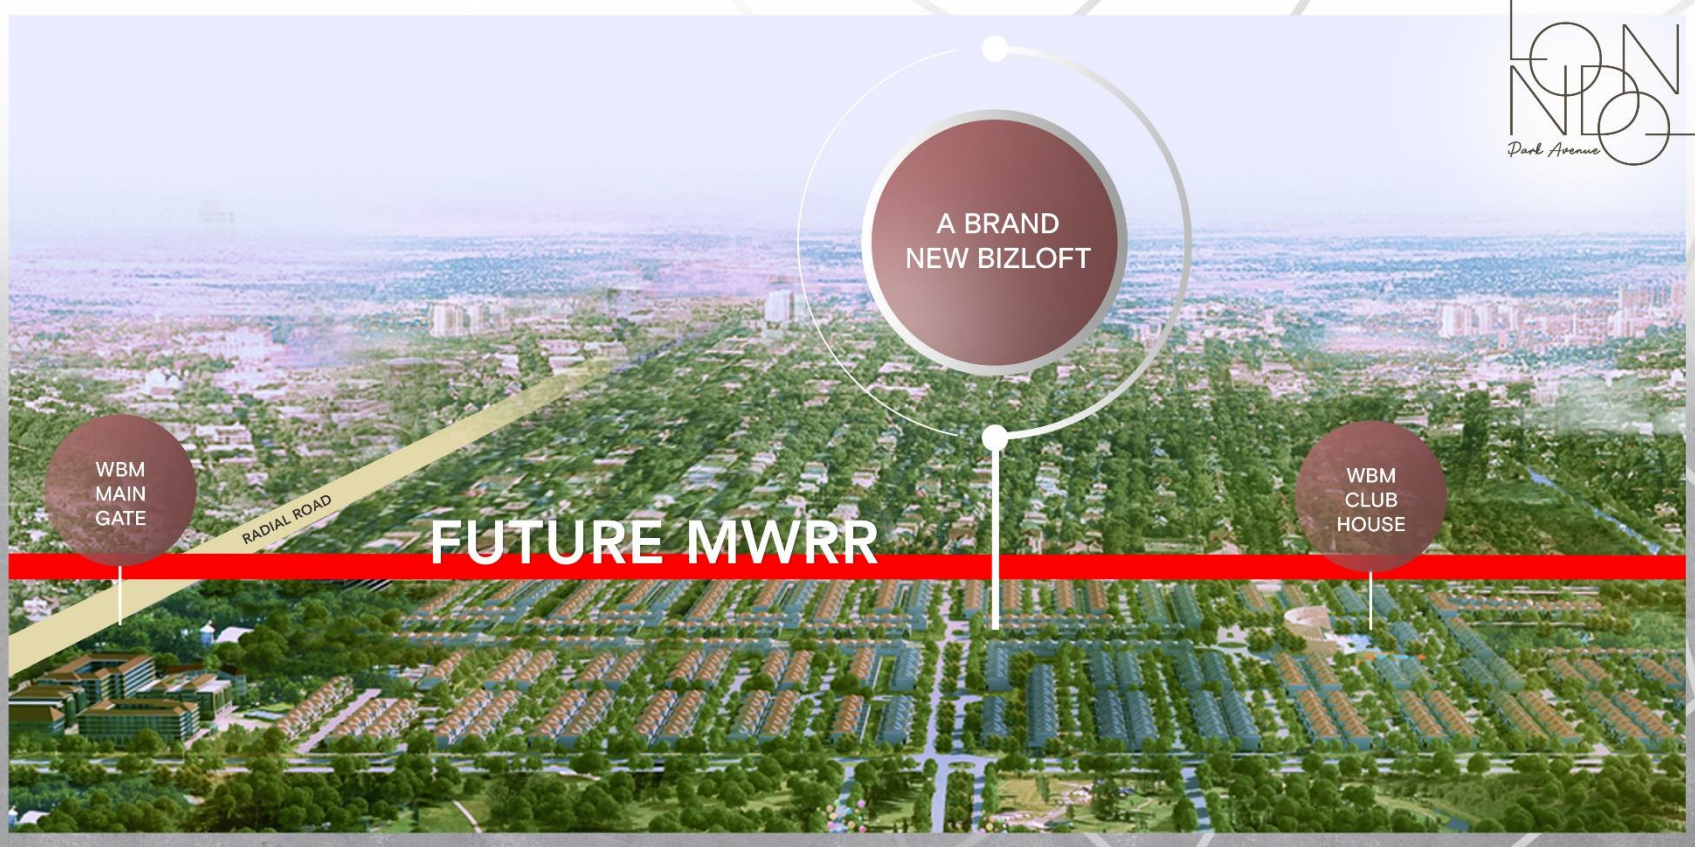 LONDON
Park Avenue
A BRAND
NEW BIZLOFT
WBM
MAIN
GATE
RADIAL ROAD
FUTURE MWRR
WBM
CLUB
HOUSE